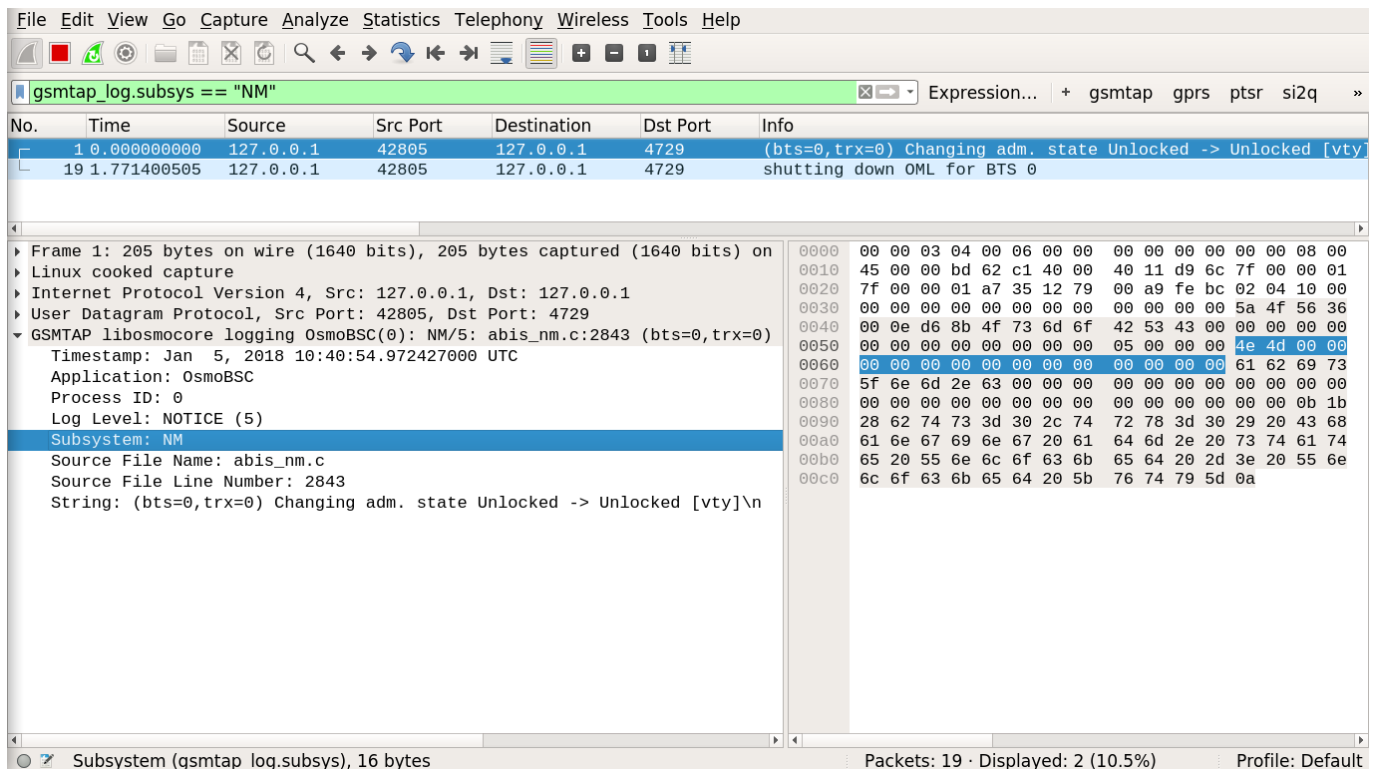 File Edit View Go Capture Analyze Statistics Telephony Wireless Tools Help
gsmtap_log.subsys == "NM" Expression… + gsmtap gprs ptsr si2q »
No. Time Source Src Port Destination Dst Port Info
1 0.000000000 127.0.0.1 42805 127.0.0.1 4729 (bts=0,trx=0) Changing adm. state Unlocked -> Unlocked [vty]
19 1.771400505 127.0.0.1 42805 127.0.0.1 4729 shutting down OML for BTS 0
Frame 1: 205 bytes on wire (1640 bits), 205 bytes captured (1640 bits) on
Linux cooked capture
Internet Protocol Version 4, Src: 127.0.0.1, Dst: 127.0.0.1
User Datagram Protocol, Src Port: 42805, Dst Port: 4729
GSMTAP libosmocore logging OsmoBSC(0): NM/5: abis_nm.c:2843 (bts=0,trx=0)
Timestamp: Jan 5, 2018 10:40:54.972427000 UTC
Application: OsmoBSC
Process ID: 0
Log Level: NOTICE (5)
Subsystem: NM
Source File Name: abis_nm.c
Source File Line Number: 2843
String: (bts=0,trx=0) Changing adm. state Unlocked -> Unlocked [vty]\n
0000 00 00 03 04 00 06 00 00 00 00 00 00 00 00 08 00
0010 45 00 00 bd 62 c1 40 00 40 11 d9 6c 7f 00 00 01
0020 7f 00 00 01 a7 35 12 79 00 a9 fe bc 02 04 10 00
0030 00 00 00 00 00 00 00 00 00 00 00 00 5a 4f 56 36
0040 00 0e d6 8b 4f 73 6d 6f 42 53 43 00 00 00 00 00
0050 00 00 00 00 00 00 00 00 05 00 00 00 4e 4d 00 00
0060 00 00 00 00 00 00 00 00 00 00 00 00 61 62 69 73
0070 5f 6e 6d 2e 63 00 00 00 00 00 00 00 00 00 00 00
0080 00 00 00 00 00 00 00 00 00 00 00 00 00 00 0b 1b
0090 28 62 74 73 3d 30 2c 74 72 78 3d 30 29 20 43 68
00a0 61 6e 67 69 6e 67 20 61 64 6d 2e 20 73 74 61 74
00b0 65 20 55 6e 6c 6f 63 6b 65 64 20 2d 3e 20 55 6e
00c0 6c 6f 63 6b 65 64 20 5b 76 74 79 5d 0a
Subsystem (gsmtap_log.subsys), 16 bytes Packets: 19 · Displayed: 2 (10.5%) Profile: Default